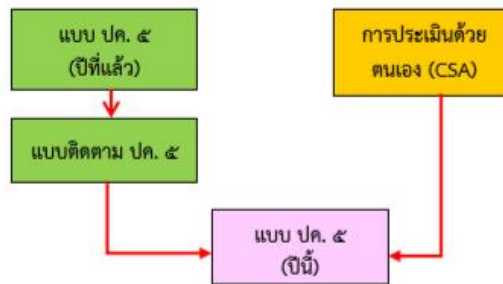 แบบ ปค. ๕
(ปีที่แล้ว)
การประเมินด้วย
ตนเอง (CSA)
แบบติดตาม ปค. ๕
แบบ ปค. ๕
(ปีนี้)